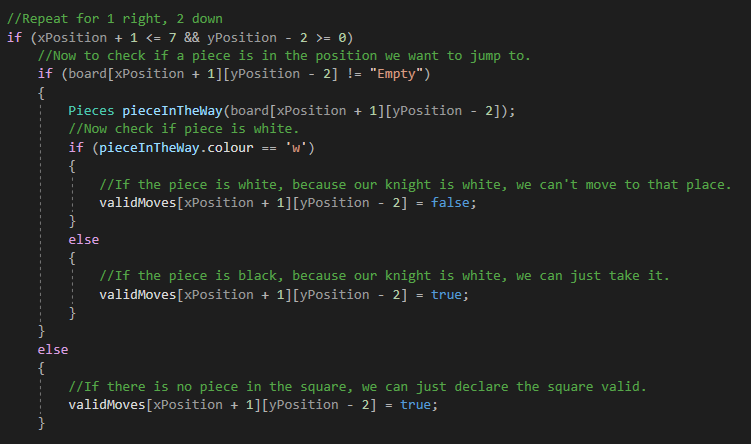 //Repeat for 1 right, 2 down
if (xPosition + 1 <= 7 && yPosition - 2 >= 0)
    //Now to check if a piece is in the position we want to jump to.
    if (board[xPosition + 1][yPosition - 2] != "Empty")
    {
        Pieces pieceInTheWay(board[xPosition + 1][yPosition - 2]);
        //Now check if piece is white.
        if (pieceInTheWay.colour == 'w')
        {
            //If the piece is white, because our knight is white, we can't move to that place.
            validMoves[xPosition + 1][yPosition - 2] = false;
        }
        else
        {
            //If the piece is black, because our knight is white, we can just take it.
            validMoves[xPosition + 1][yPosition - 2] = true;
        }
    }
    else
    {
        //If there is no piece in the square, we can just declare the square valid.
        validMoves[xPosition + 1][yPosition - 2] = true;
    }